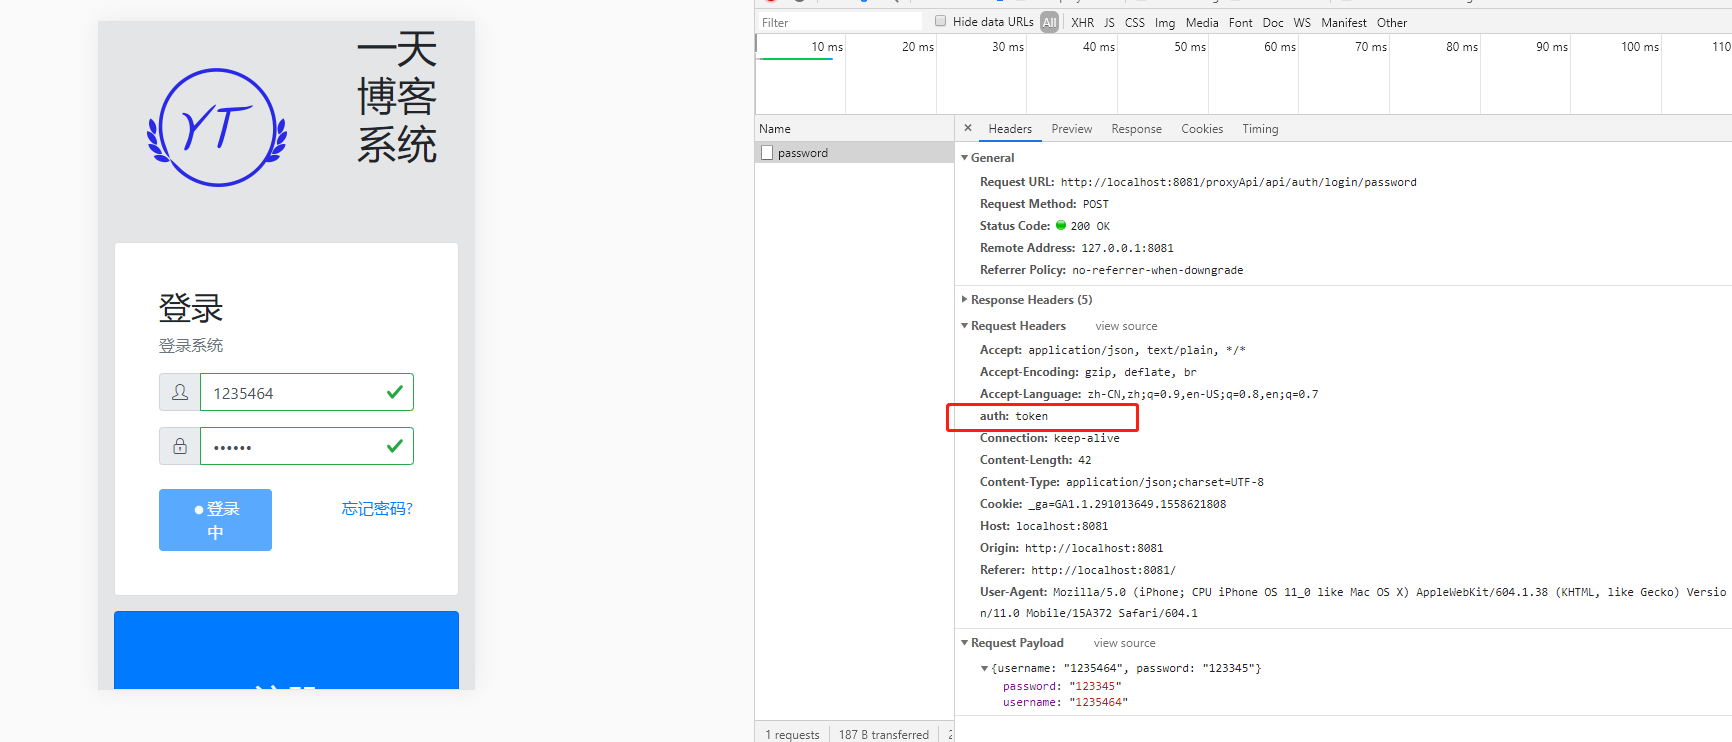 一天
博客
系统
YT
登录
登录系统
1235464
••••••
登录
中
忘记密码?
Filter
Hide data URLs
All
XHR JS CSS Img Media Font Doc WS Manifest Other
10 ms 20 ms 30 ms 40 ms 50 ms 60 ms 70 ms 80 ms 90 ms 100 ms 110
Name
password
× Headers Preview Response Cookies Timing
General
Request URL: http://localhost:8081/proxyApi/api/auth/login/password
Request Method: POST
Status Code: 200 OK
Remote Address: 127.0.0.1:8081
Referrer Policy: no-referrer-when-downgrade
Response Headers (5)
Request Headers view source
Accept: application/json, text/plain, */*
Accept-Encoding: gzip, deflate, br
Accept-Language: zh-CN,zh;q=0.9,en-US;q=0.8,en;q=0.7
auth: token
Connection: keep-alive
Content-Length: 42
Content-Type: application/json;charset=UTF-8
Cookie: _ga=GA1.1.291013649.1558621808
Host: localhost:8081
Origin: http://localhost:8081
Referer: http://localhost:8081/
User-Agent: Mozilla/5.0 (iPhone; CPU iPhone OS 11_0 like Mac OS X) AppleWebKit/604.1.38 (KHTML, like Gecko) Versio
n/11.0 Mobile/15A372 Safari/604.1
Request Payload view source
{username: "1235464", password: "123345"}
password: "123345"
username: "1235464"
1 requests 187 B transferred